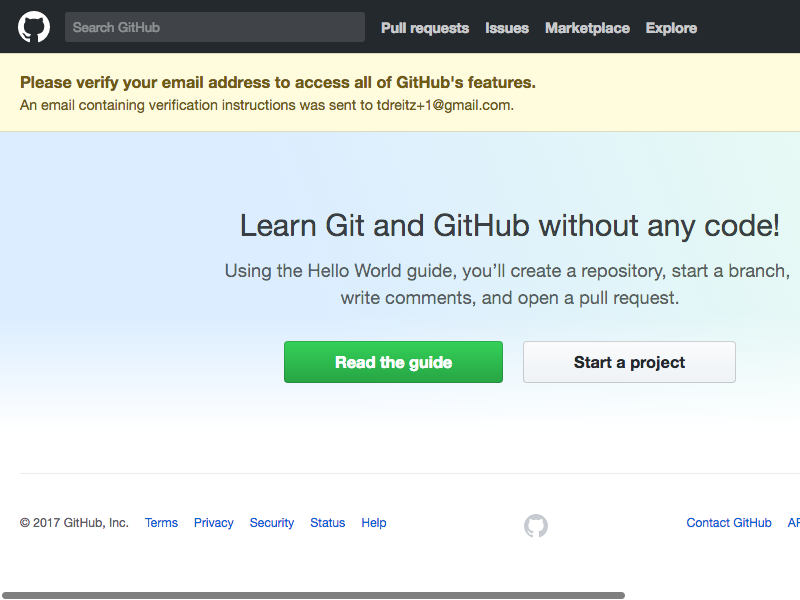 Search GitHub
Pull requests Issues Marketplace Explore
Please verify your email address to access all of GitHub's features.
An email containing verification instructions was sent to tdreitz+1@gmail.com.
Learn Git and GitHub without any code!
Using the Hello World guide, you’ll create a repository, start a branch,
write comments, and open a pull request.
Read the guide Start a project
© 2017 GitHub, Inc. Terms Privacy Security Status Help Contact GitHub